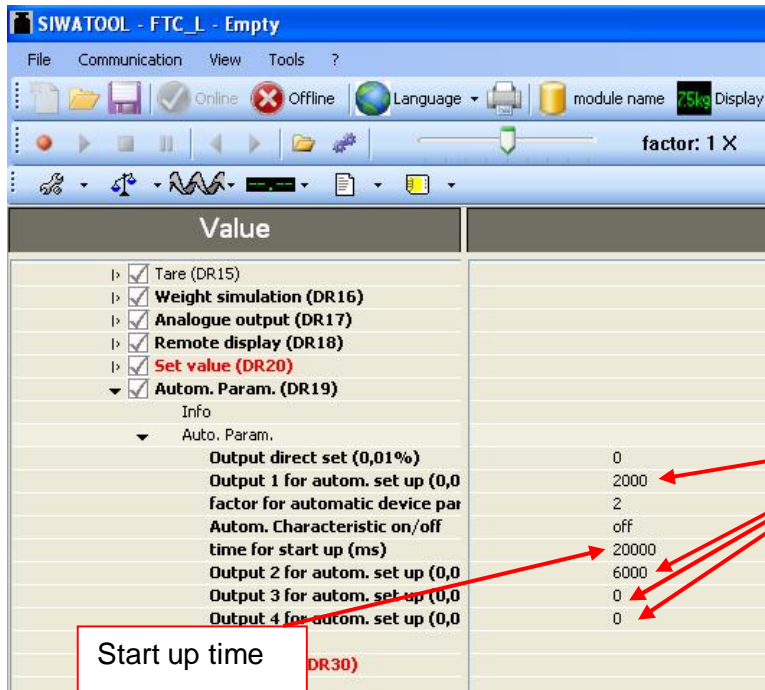 SIWATOOL - FTC_L - Empty
File Communication View Tools ?
Online Offline Language module name 75kg Display
factor: 1 X
Value
Tare (DR15)
Weight simulation (DR16)
Analogue output (DR17)
Remote display (DR18)
Set value (DR20)
Autom. Param. (DR19)
Info
Auto. Param.
Output direct set (0,01%) 0
Output 1 for autom. set up (0,0 2000
factor for automatic device par 2
Autom. Characteristic on/off off
time for start up (ms) 20000
Output 2 for autom. set up (0,0 6000
Output 3 for autom. set up (0,0 0
Output 4 for autom. set up (0,0 0
Start up time
DR30)